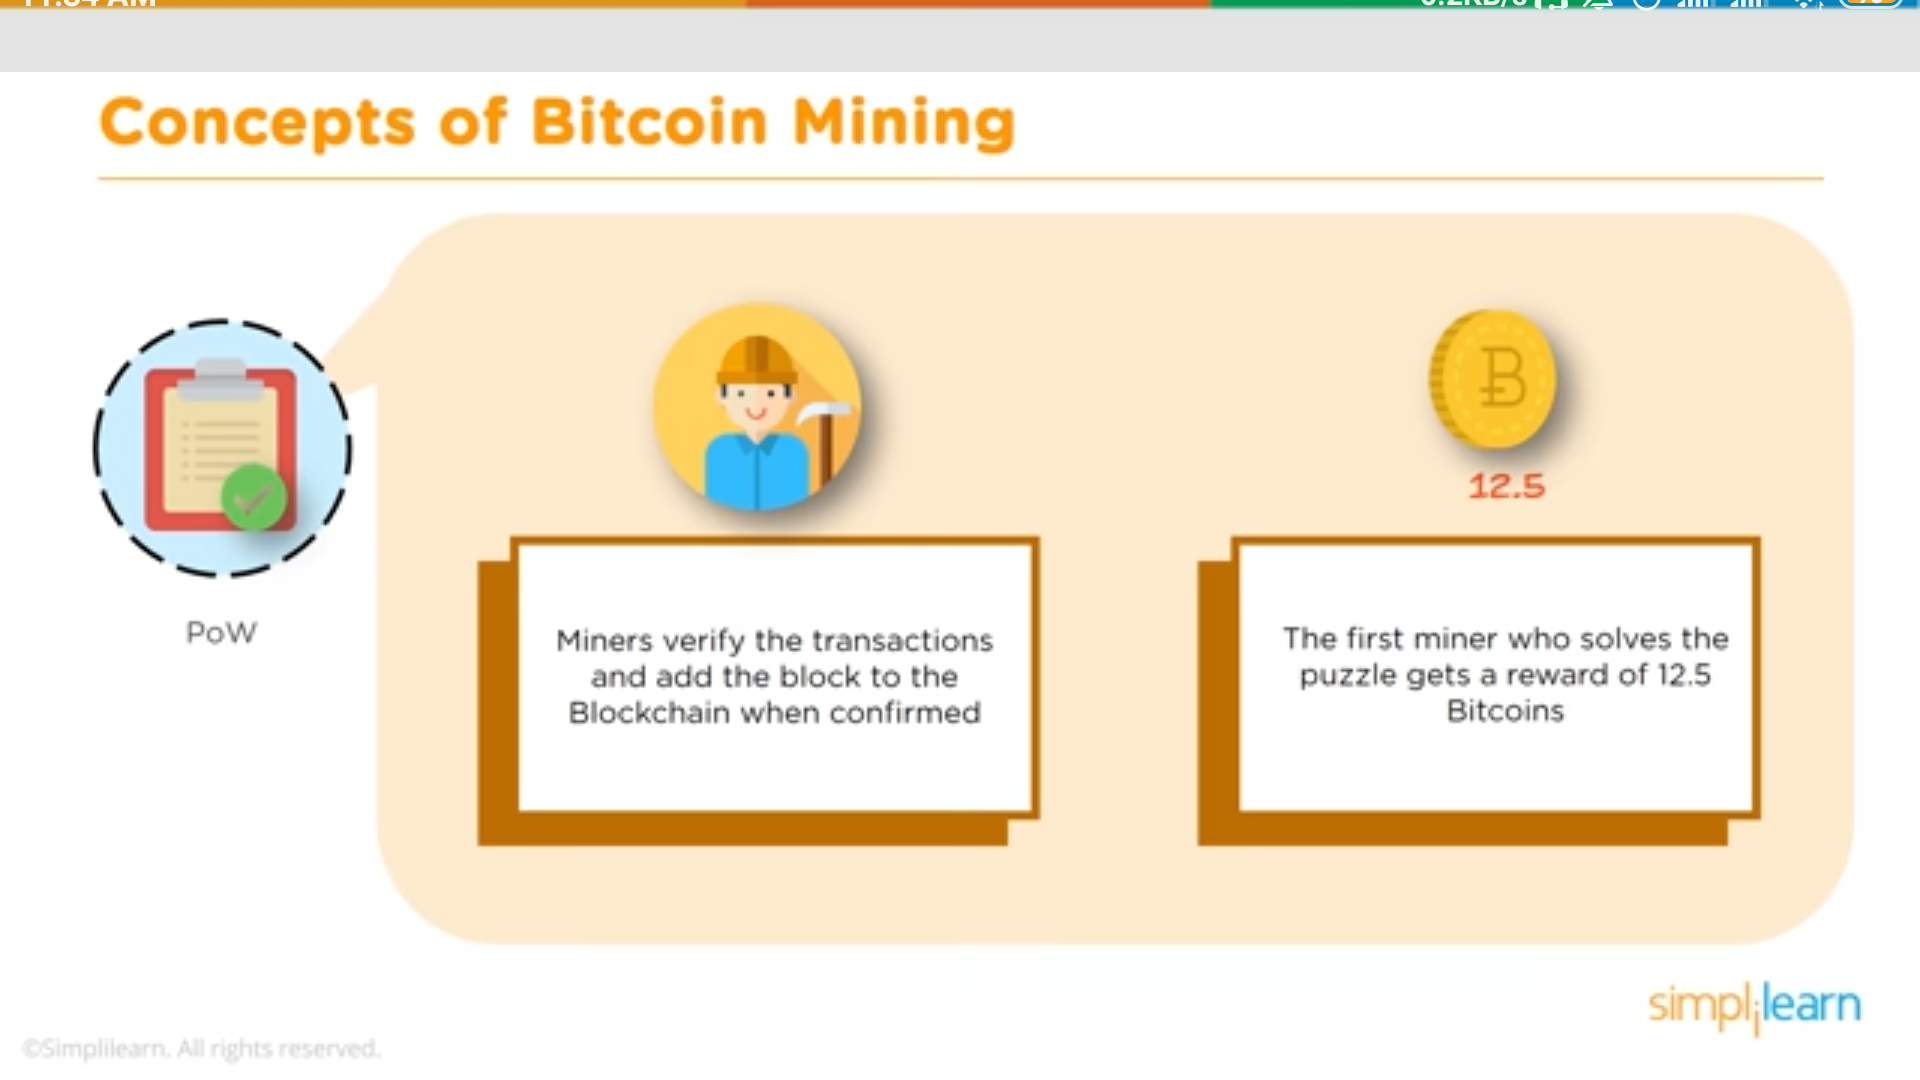 Concepts of Bitcoin Mining
12.5
PoW
Miners verify the transactions
and add the block to the
Blockchain when confirmed
The first miner who solves the
puzzle gets a reward of 12.5
Bitcoins
simplilearn
©Simplilearn. All rights reserved.